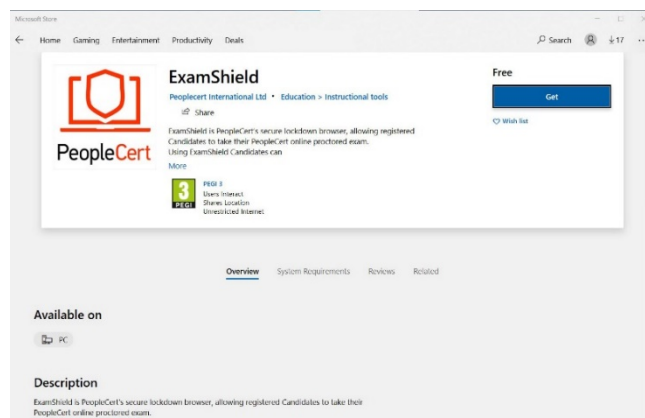 Microsoft Store
Home Gaming Entertainment Productivity Deals Search 17
ExamShield
Peoplecert International Ltd • Education > Instructional tools
Share
ExamShield is PeopleCert's secure lockdown browser, allowing registered
Candidates to take their PeopleCert online proctored exam.
Using ExamShield Candidates can
More
PeopleCert
3
PEGI
PEGI 3
Users Interact
Shares Location
Unrestricted Internet
Free
Get
Wish list
Overview System Requirements Reviews Related
Available on
PC
Description
ExamShield is PeopleCert's secure lockdown browser, allowing registered Candidates to take their
PeopleCert online proctored exam.